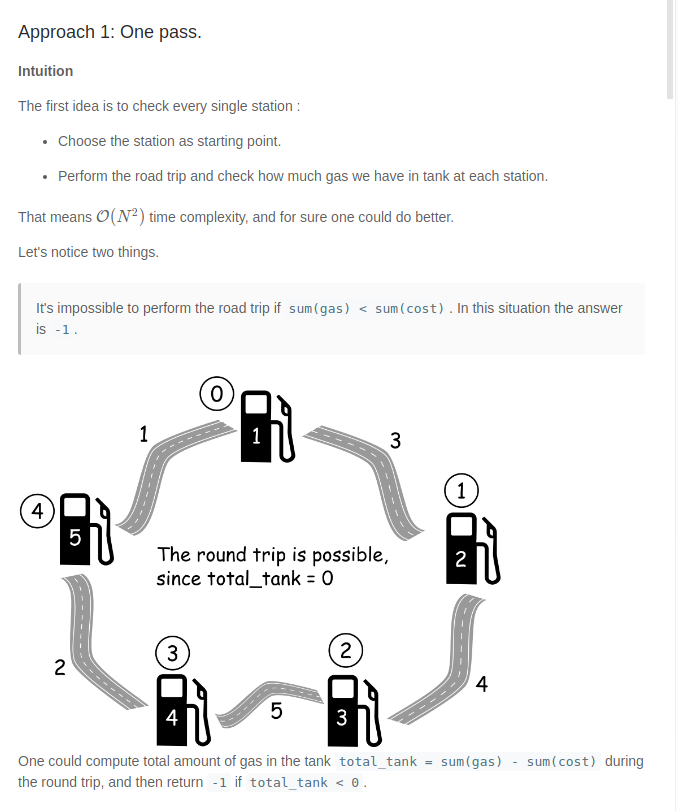 Approach 1: One pass.
Intuition
The first idea is to check every single station :
• Choose the station as starting point.
• Perform the road trip and check how much gas we have in tank at each station.
That means O(N²) time complexity, and for sure one could do better.
Let's notice two things.
It's impossible to perform the road trip if sum(gas) < sum(cost) . In this situation the answer
is -1 .
0
1
1
3
4
1
5
2
The round trip is possible,
since total_tank = 0
3
2
2
4
4
5
3
One could compute total amount of gas in the tank total_tank = sum(gas) - sum(cost) during
the round trip, and then return -1 if total_tank < 0 .